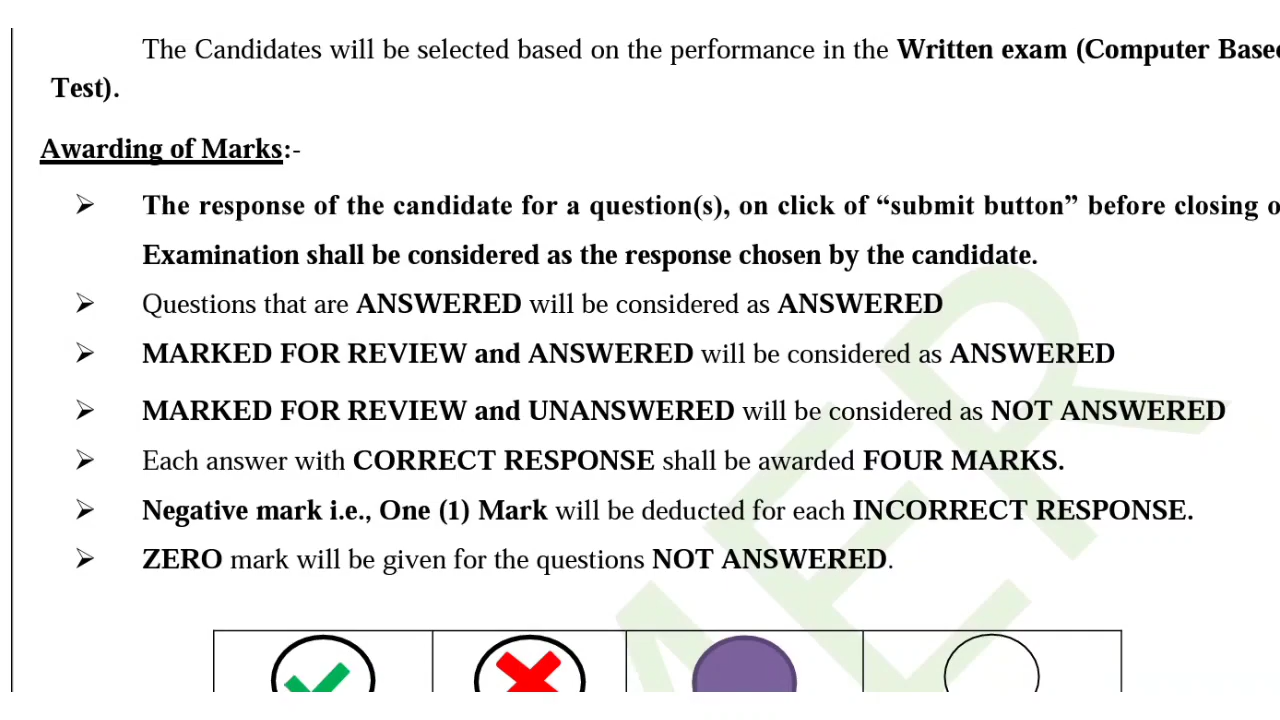 The Candidates will be selected based on the performance in the Written exam (Computer Based
Test).
Awarding of Marks:-
➢ The response of the candidate for a question(s), on click of “submit button” before closing o
Examination shall be considered as the response chosen by the candidate.
➢ Questions that are ANSWERED will be considered as ANSWERED
➢ MARKED FOR REVIEW and ANSWERED will be considered as ANSWERED
➢ MARKED FOR REVIEW and UNANSWERED will be considered as NOT ANSWERED
➢ Each answer with CORRECT RESPONSE shall be awarded FOUR MARKS.
➢ Negative mark i.e., One (1) Mark will be deducted for each INCORRECT RESPONSE.
➢ ZERO mark will be given for the questions NOT ANSWERED.